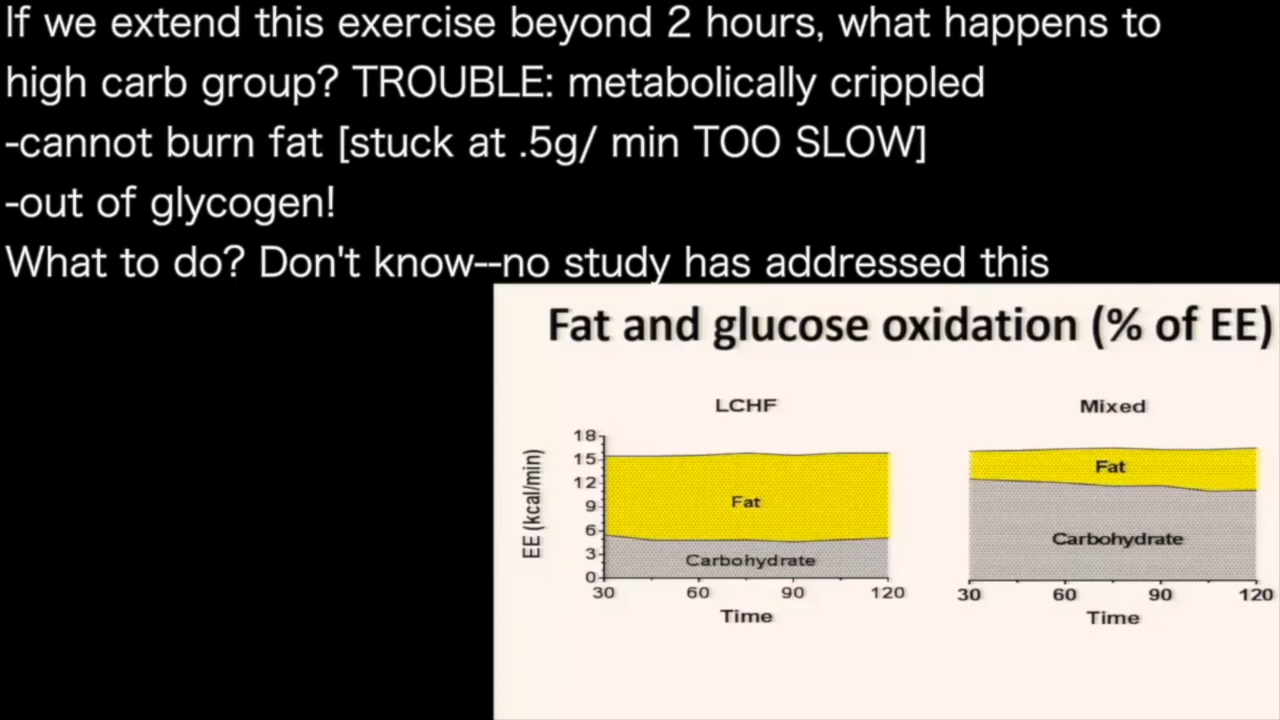 If we extend this exercise beyond 2 hours, what happens to
high carb group? TROUBLE: metabolically crippled
-cannot burn fat [stuck at .5g/ min TOO SLOW]
-out of glycogen!
What to do? Don't know--no study has addressed this
Fat and glucose oxidation (% of EE)
LCHF
Mixed
EE (kcal/min)
18
15
12
9
6
3
0
Fat
Carbohydrate
30 60 90 120
Time
Fat
Carbohydrate
30 60 90 120
Time